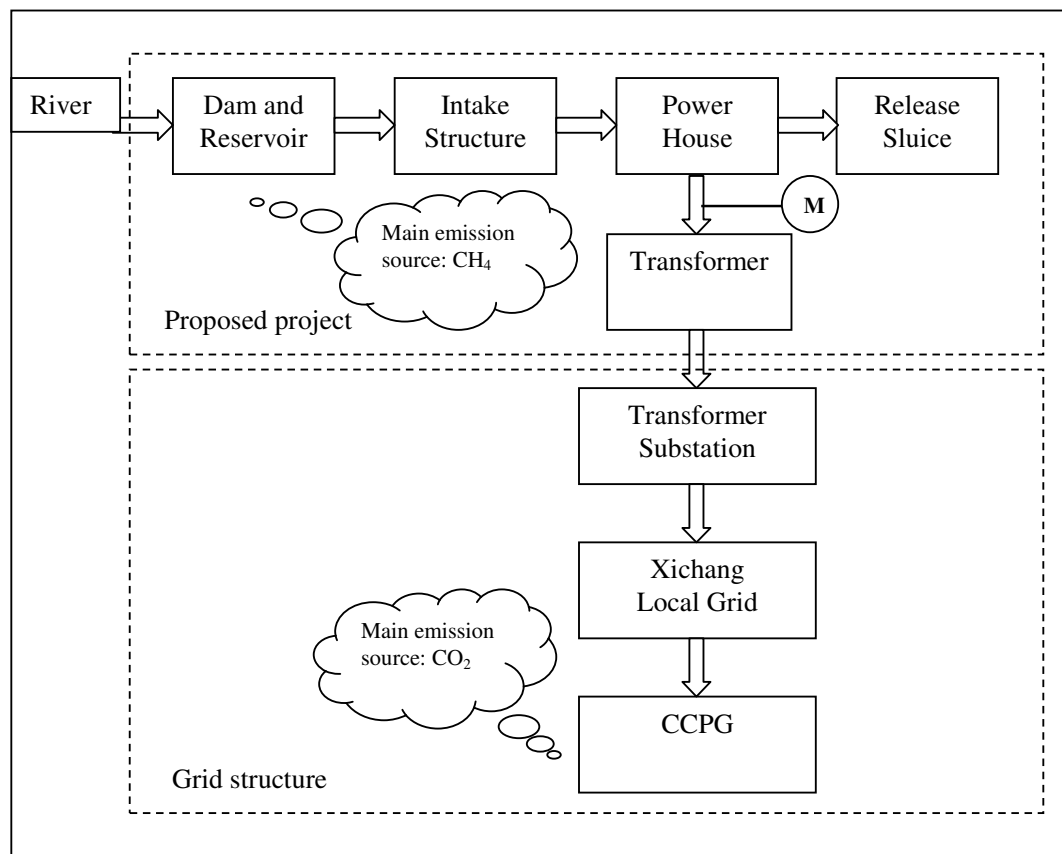 River
Dam and
Reservoir
Intake
Structure
Power
House
Release
Sluice
M
Main emission
source: CH₄
Transformer
Proposed project
Transformer
Substation
Xichang
Local Grid
Main emission
source: CO₂
CCPG
Grid structure